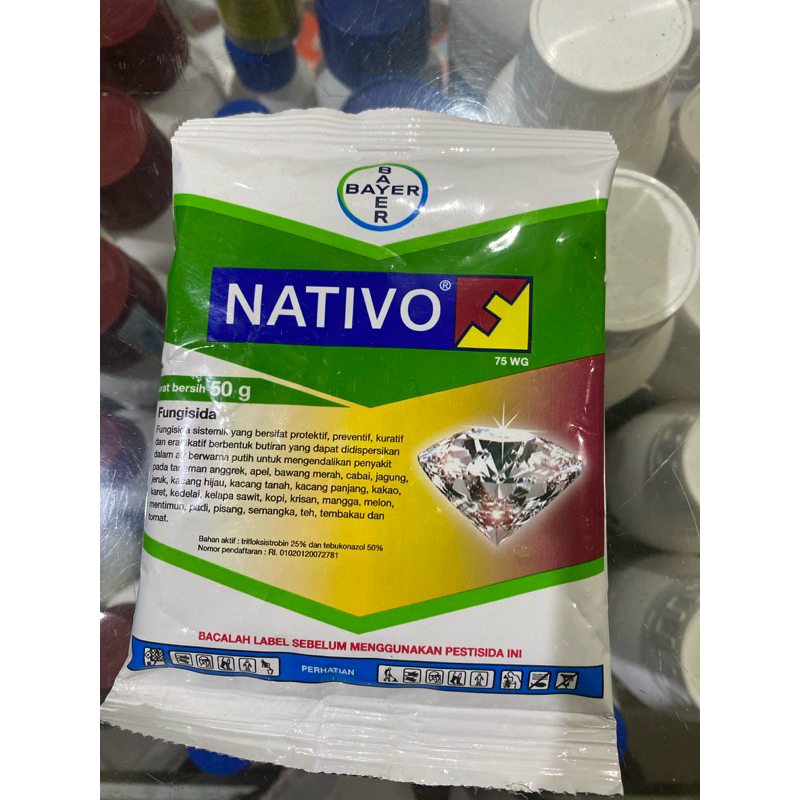 BAYER
BAYER
NATIVO®
75 WG
bersih 50 g
Fungisida
Fungisida sistemik yang bersifat protektif, preventif, kuratif
dan eradikatif berbentuk butiran yang dapat didispersikan
dalam air berwarna putih untuk mengendalikan penyakit
pada tanaman anggrek, apel, bawang merah, cabai, jagung,
jeruk, kacang hijau, kacang tanah, kacang panjang, kakao,
karet, kedelai, kelapa sawit, kopi, krisan, mangga, melon,
mentimun, padi, pisang, semangka, teh, tembakau dan
tomat.
Bahan aktif : trifloksistrobin 25% dan tebukonazol 50%
Nomor pendaftaran : RI. 01020120072781
BACALAH LABEL SEBELUM MENGGUNAKAN PESTISIDA INI
PERHATIAN